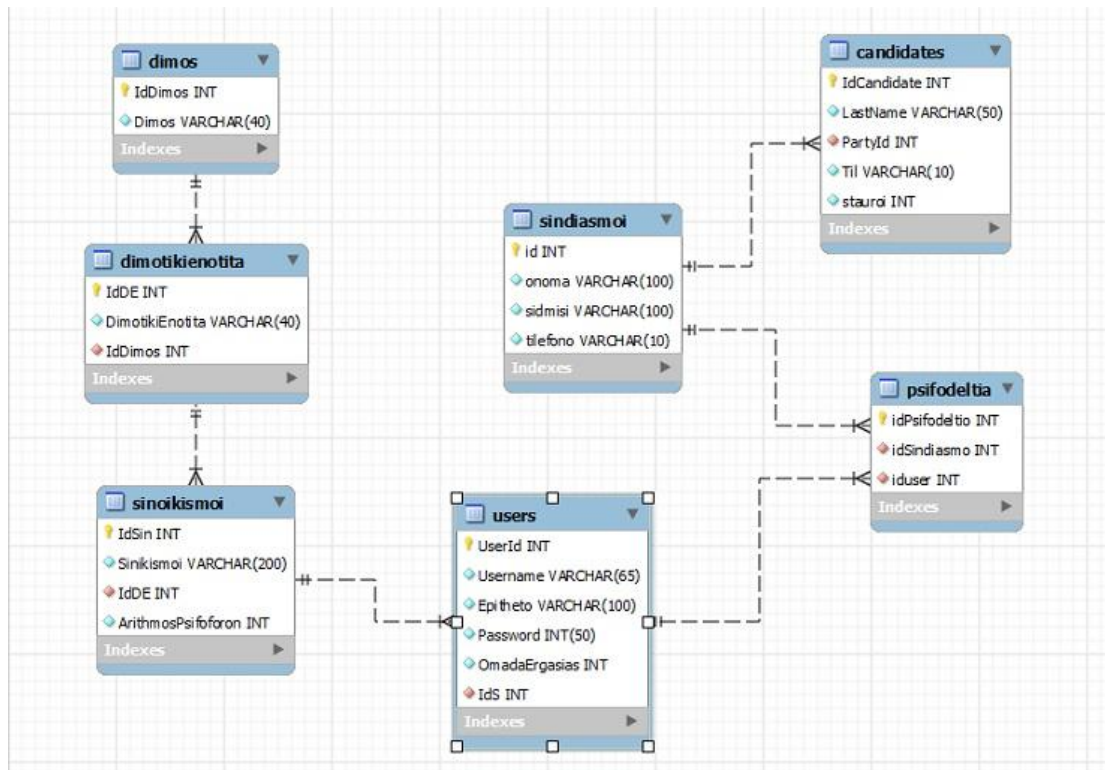 dimos
IdDimos INT
Dimos VARCHAR(40)
Indexes
dimotikienotita
IdDE INT
DimotikiEnotita VARCHAR(40)
IdDimos INT
Indexes
sinoikismoi
IdSin INT
Sinikismoi VARCHAR(200)
IdDE INT
ArithmosPsifoforon INT
Indexes
sindiasmoi
id INT
onoma VARCHAR(100)
sidmisi VARCHAR(100)
tilefono VARCHAR(10)
Indexes
users
UserId INT
Username VARCHAR(65)
Epitheto VARCHAR(100)
Password INT(50)
OmadaErgasias INT
IdS INT
Indexes
candidates
IdCandidate INT
LastName VARCHAR(50)
PartyId INT
Til VARCHAR(10)
stauroi INT
Indexes
psifodeltia
idPsifodeltio INT
idSindiasmo INT
iduser INT
Indexes